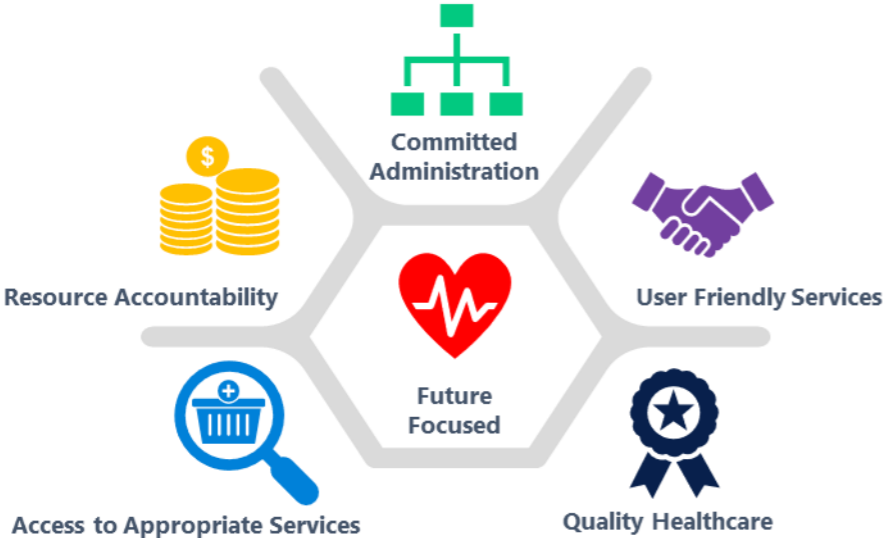 Committed
Administration
$
Resource Accountability
User Friendly Services
Future
Focused
Access to Appropriate Services
Quality Healthcare